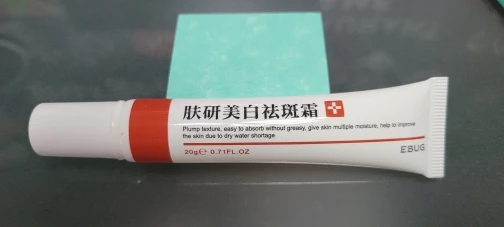 肤研美白祛斑霜
Plump texture, easy to absorb without greasy, give skin multiple moisture, help to improve
the skin due to dry water shortage
20g℮ 0.71FL.OZ
EBUG